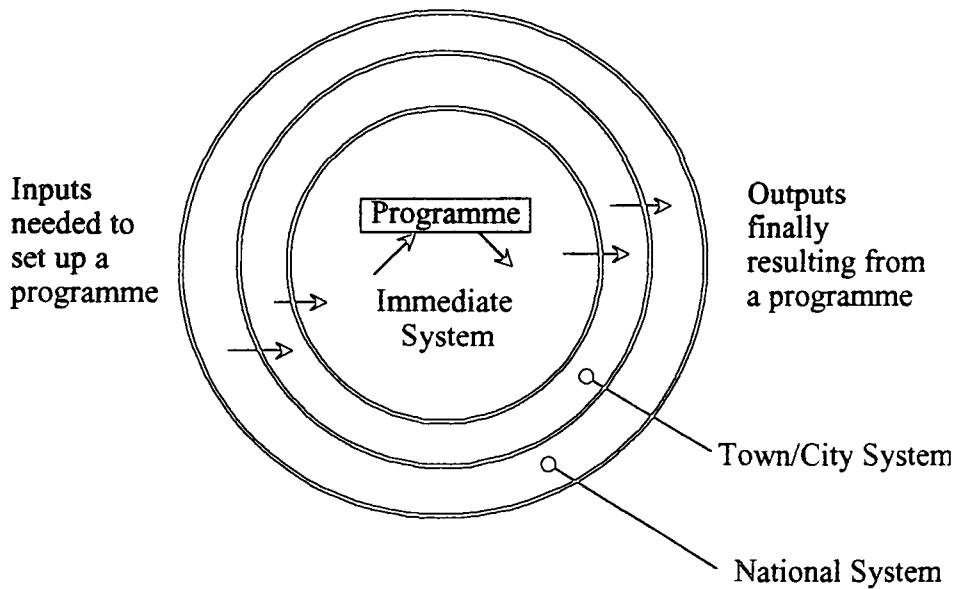 Inputs
needed to
set up a
programme
Programme
Immediate
System
Outputs
finally
resulting from
a programme
Town/City System
National System